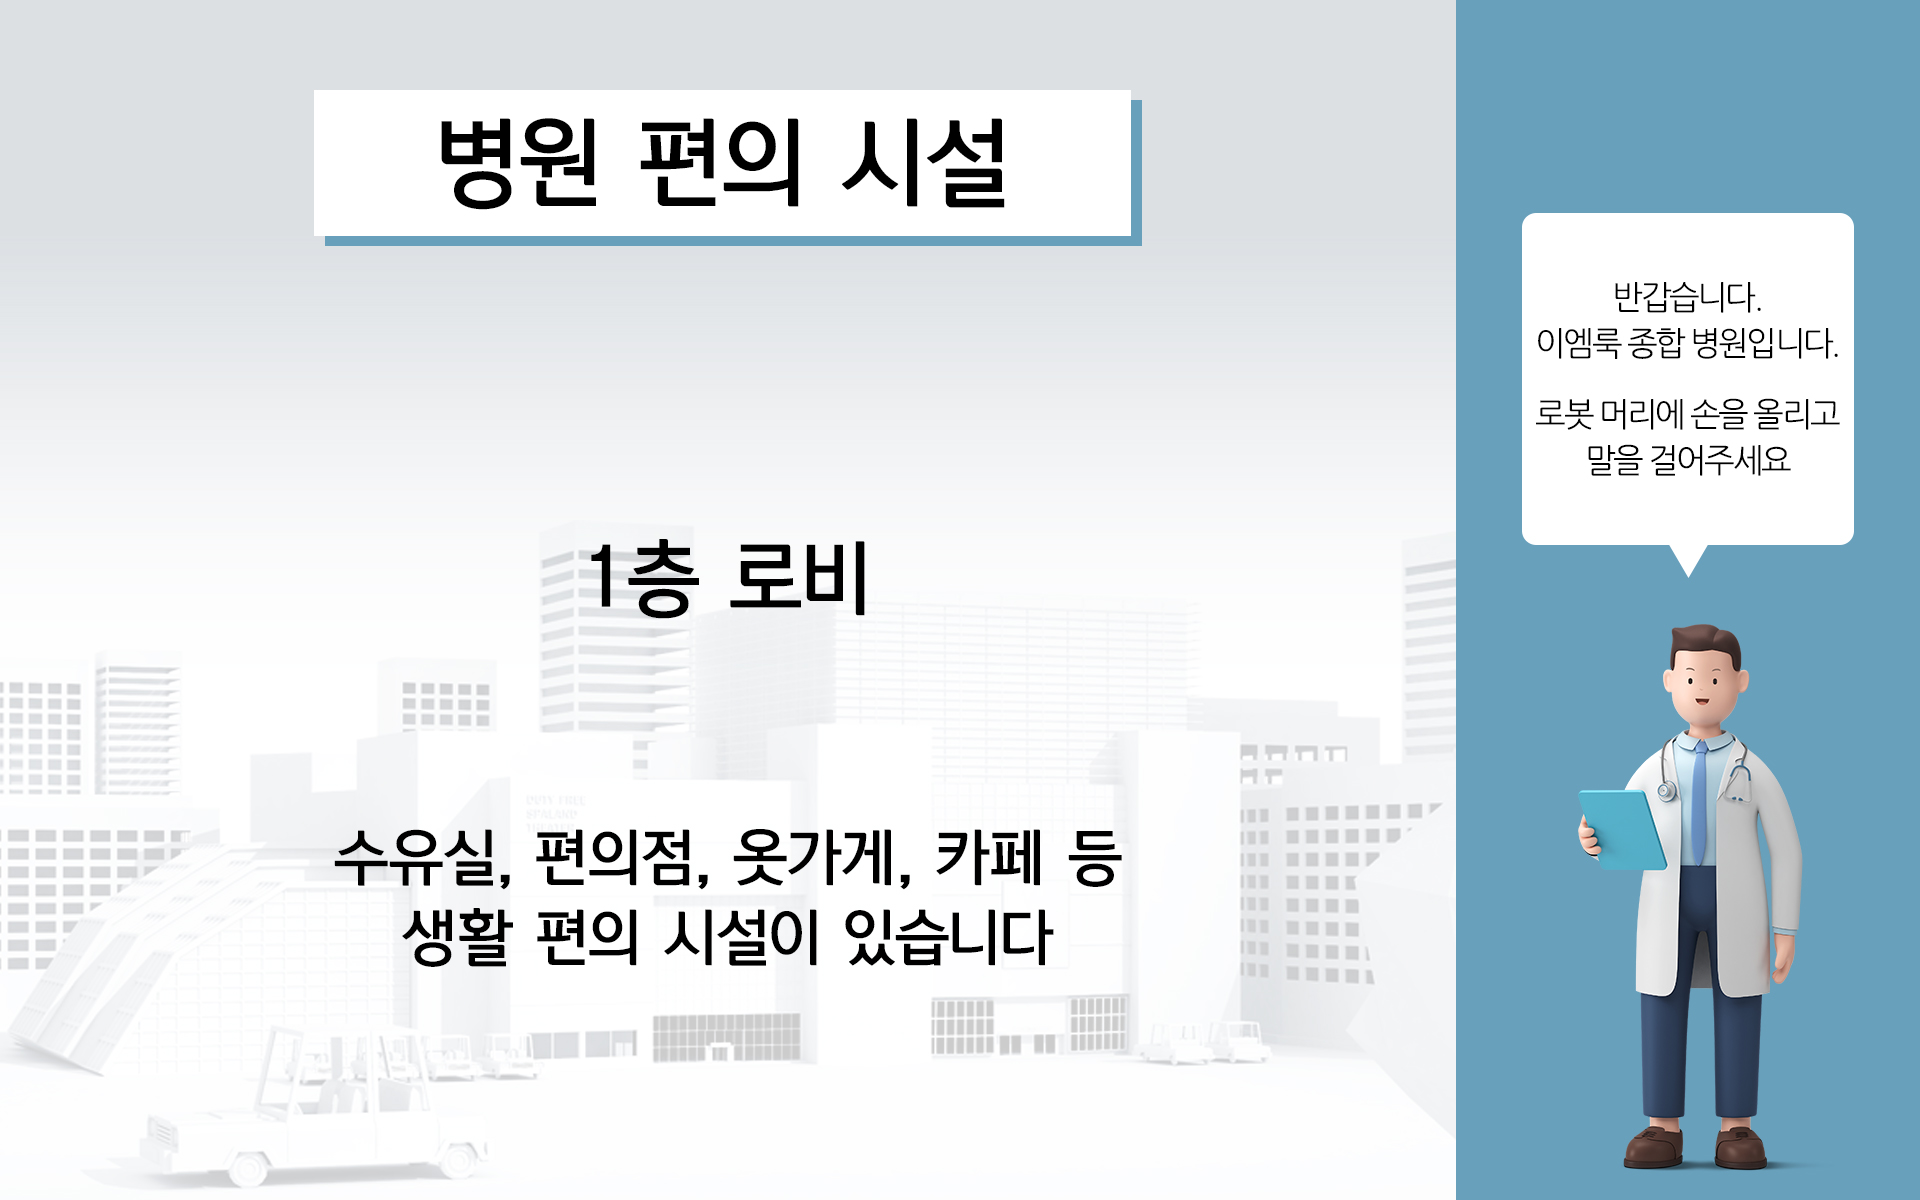 병원 편의 시설
1층 로비
수유실, 편의점, 옷가게, 카페 등
생활 편의 시설이 있습니다
반갑습니다.
이엠룩 종합 병원입니다.
로봇 머리에 손을 올리고
말을 걸어주세요
DUTY FREE